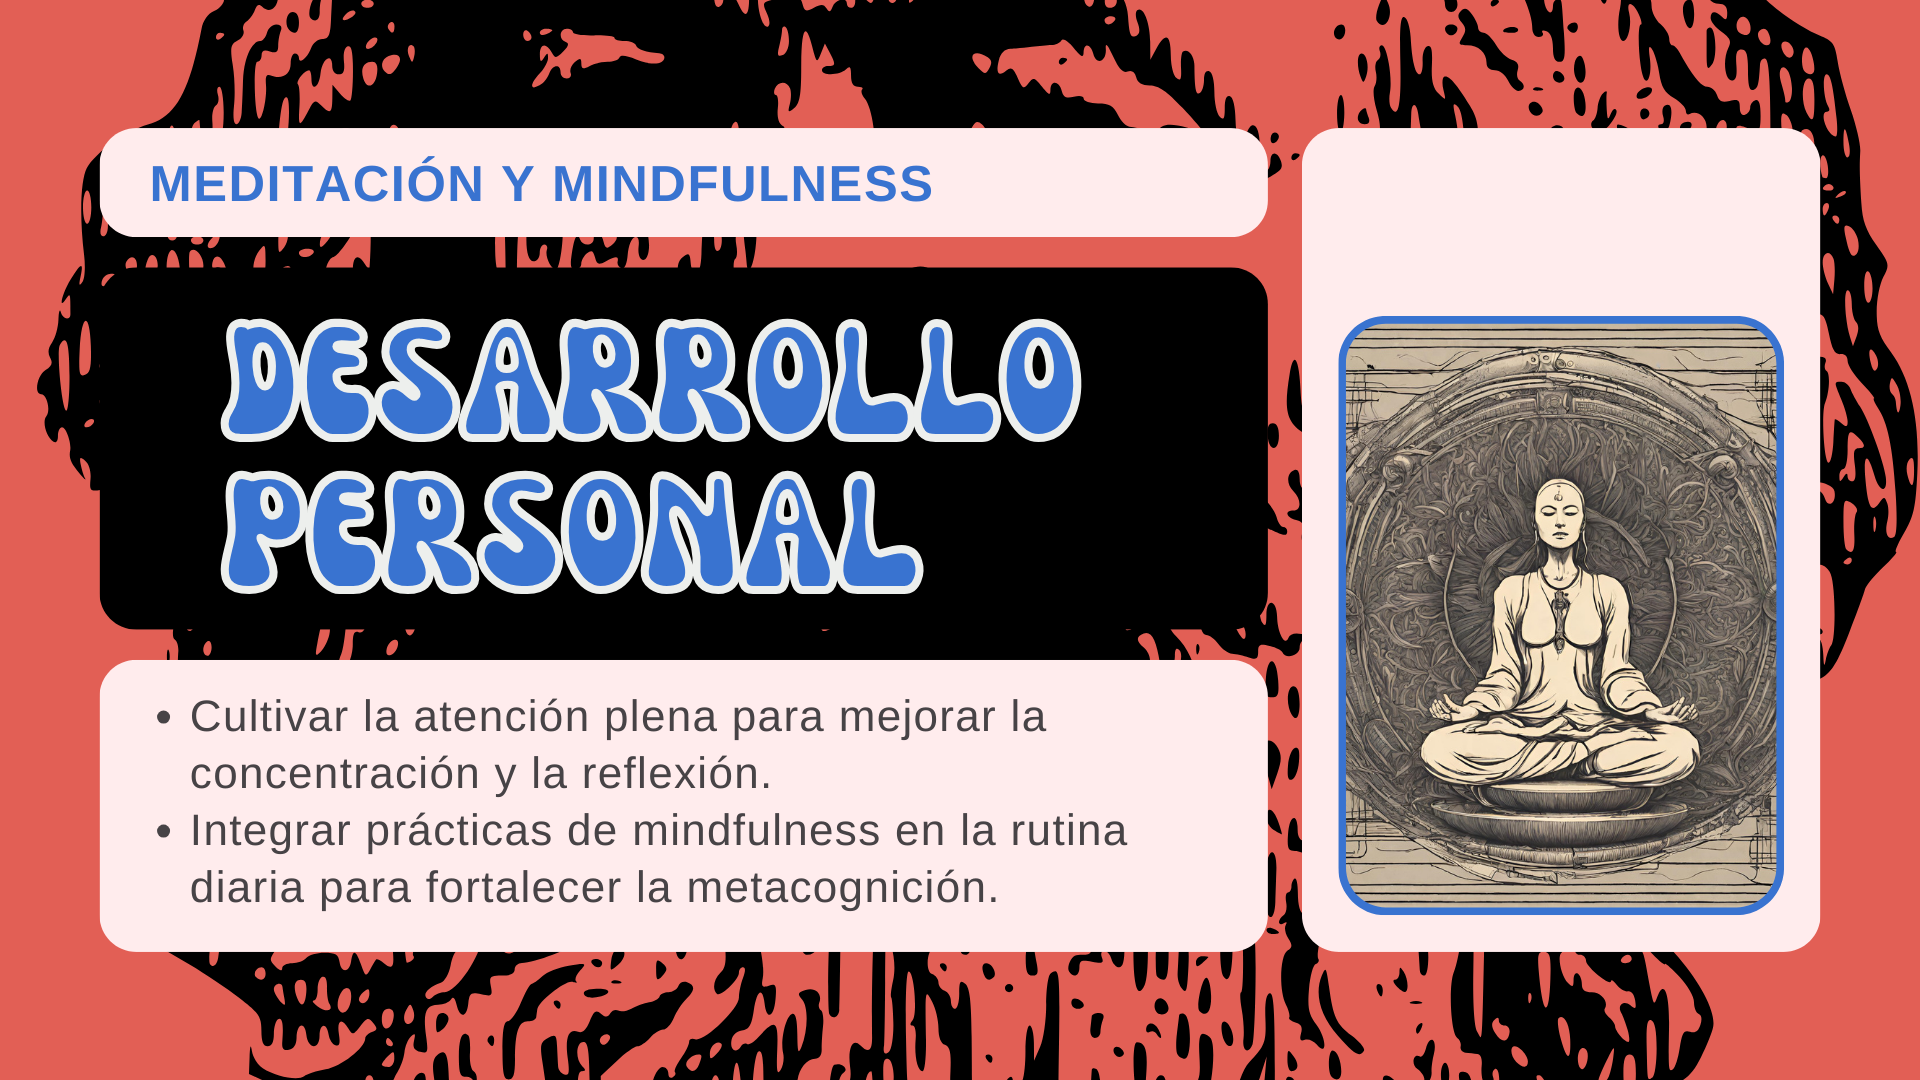 MEDITACIÓN Y MINDFULNESS
DESARROLLO
PERSONAL
• Cultivar la atención plena para mejorar la
concentración y la reflexión.
• Integrar prácticas de mindfulness en la rutina
diaria para fortalecer la metacognición.